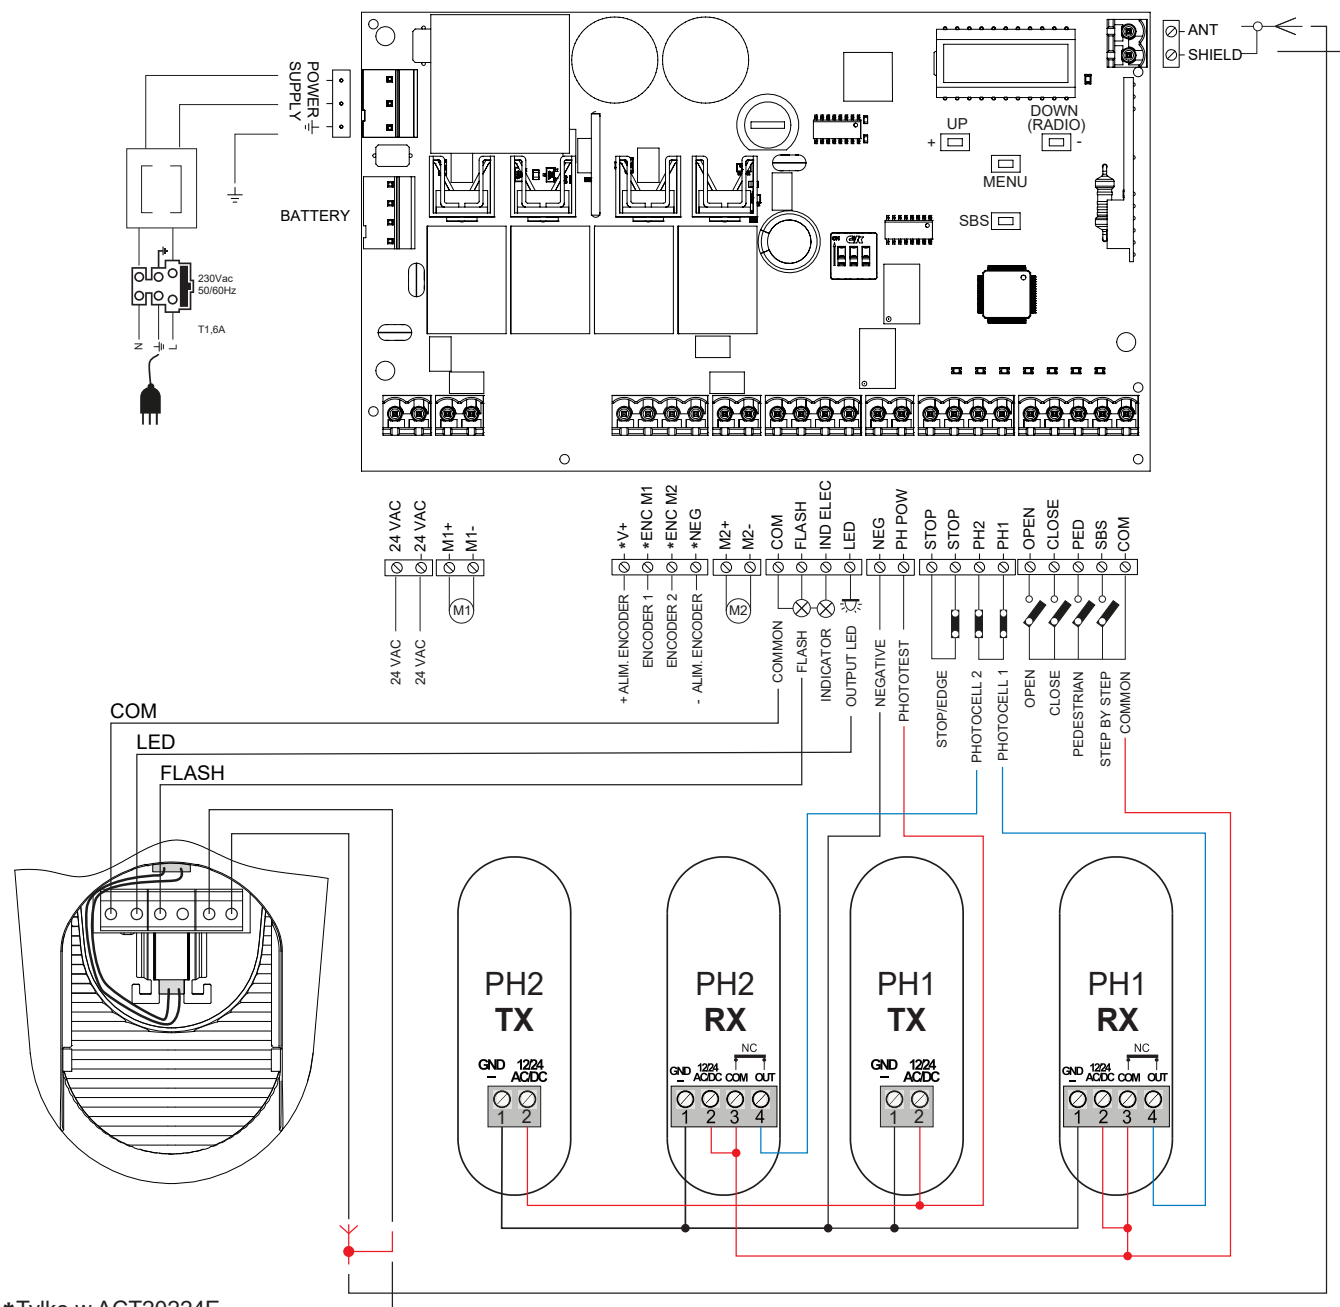 ANT
SHIELD
POWER
SUPPLY
BATTERY
UP
+
DOWN
(RADIO)
-
MENU
SBS
ON
230Vac
50/60Hz
T1,6A
N
L
24 VAC
24 VAC
M1+
M1-
*V+
*ENC M1
*ENC M2
*NEG
M2+
M2-
COM
FLASH
IND ELEC
LED
NEG
PH POW
STOP
STOP
PH2
PH1
OPEN
CLOSE
PED
SBS
COM
M1
M2
24 VAC
24 VAC
+ ALIM. ENCODER
ENCODER 1
ENCODER 2
- ALIM. ENCODER
COMMON
FLASH
INDICATOR
OUTPUT LED
NEGATIVE
PHOTOTEST
STOP/EDGE
PHOTOCELL 2
PHOTOCELL 1
OPEN
CLOSE
PEDESTRIAN
STEP BY STEP
COMMON
COM
LED
FLASH
PH2
TX
GND 12/24
– AC/DC
1 2
PH2
RX
NC
GND 12/24
– AC/DC COM OUT
1 2 3 4
PH1
TX
GND 12/24
– AC/DC
1 2
PH1
RX
NC
GND 12/24
– AC/DC COM OUT
1 2 3 4